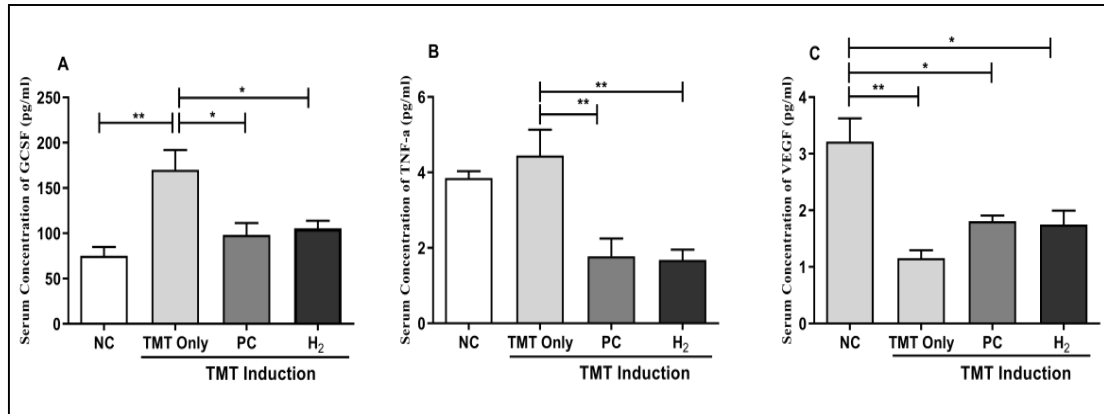 A
Serum Concentration of GCSF (pg/ml)
250
200
150
100
50
0
**
*
*
NC
TMT Only
PC
H₂
TMT Induction
B
Serum Concentration of TNF-a (pg/ml)
6
4
2
0
**
**
NC
TMT Only
PC
H₂
TMT Induction
C
Serum Concentration of VEGF (pg/ml)
4
3
2
1
0
*
*
**
NC
TMT Only
PC
H₂
TMT Induction